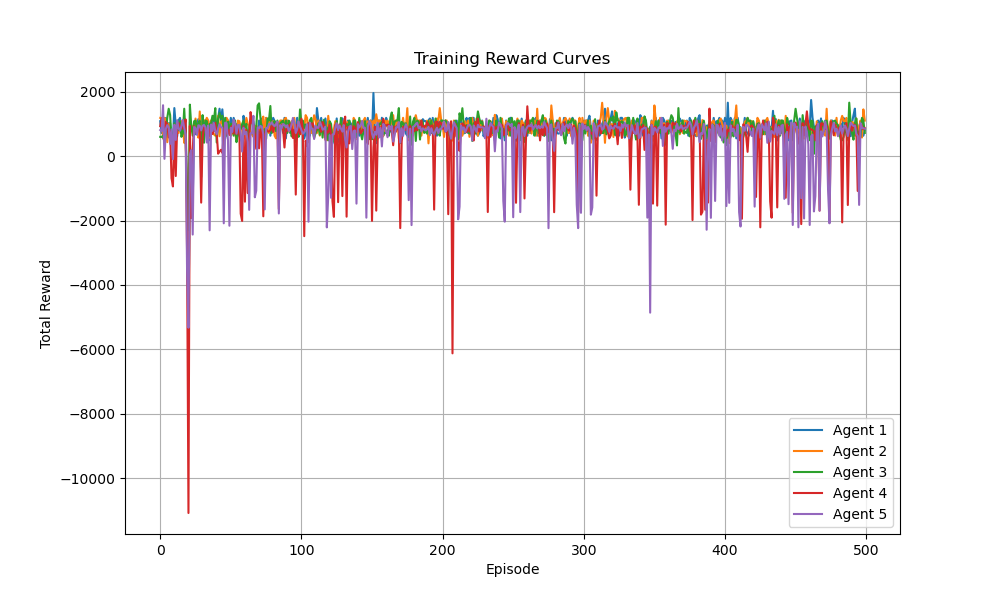 Training Reward Curves
2000
0
−2000
−4000
−6000
−8000
−10000
Total Reward
0 100 200 300 400 500
Episode
Agent 1
Agent 2
Agent 3
Agent 4
Agent 5